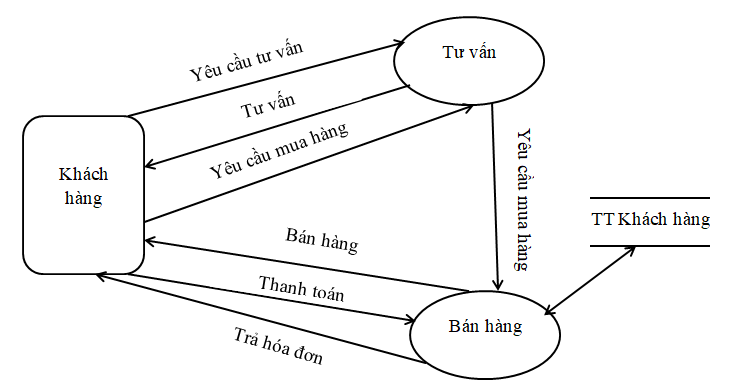 Yêu cầu tư vấn
Tư vấn
Tư vấn
Yêu cầu mua hàng
Khách
hàng
Yêu cầu mua hàng
TT Khách hàng
Bán hàng
Thanh toán
Bán hàng
Trả hóa đơn